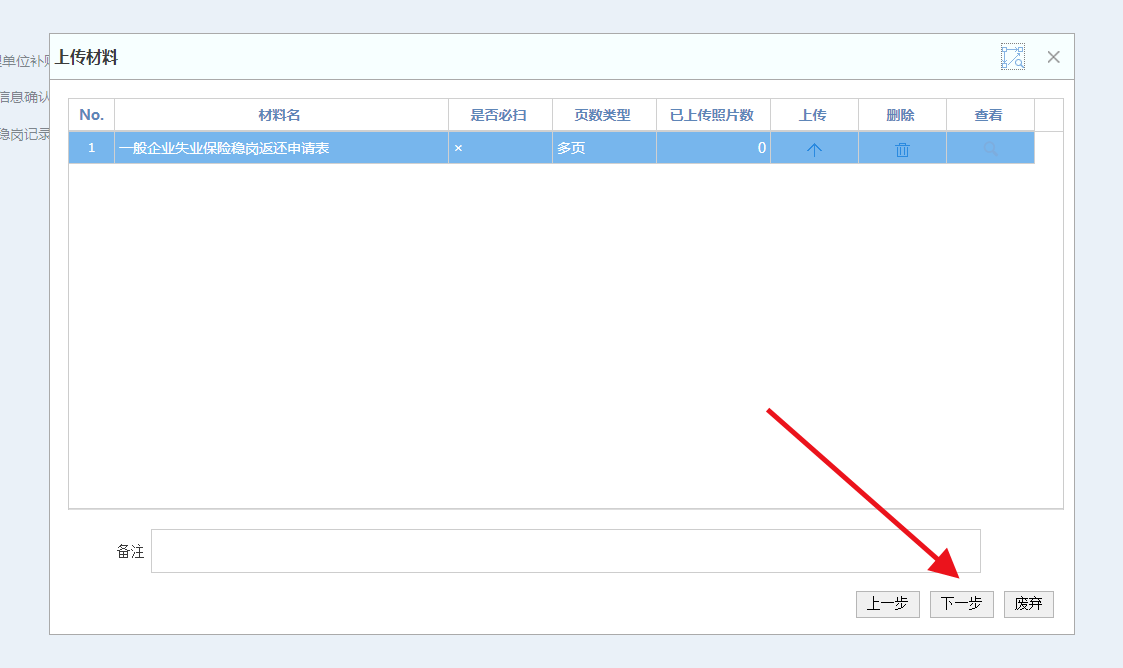 单位补贴
上传材料
信息确认
稳岗记录
No. 材料名 是否必扫 页数类型 已上传照片数 上传 删除 查看
1 一般企业失业保险稳岗返还申请表 × 多页 0
备注
上一步 下一步 废弃